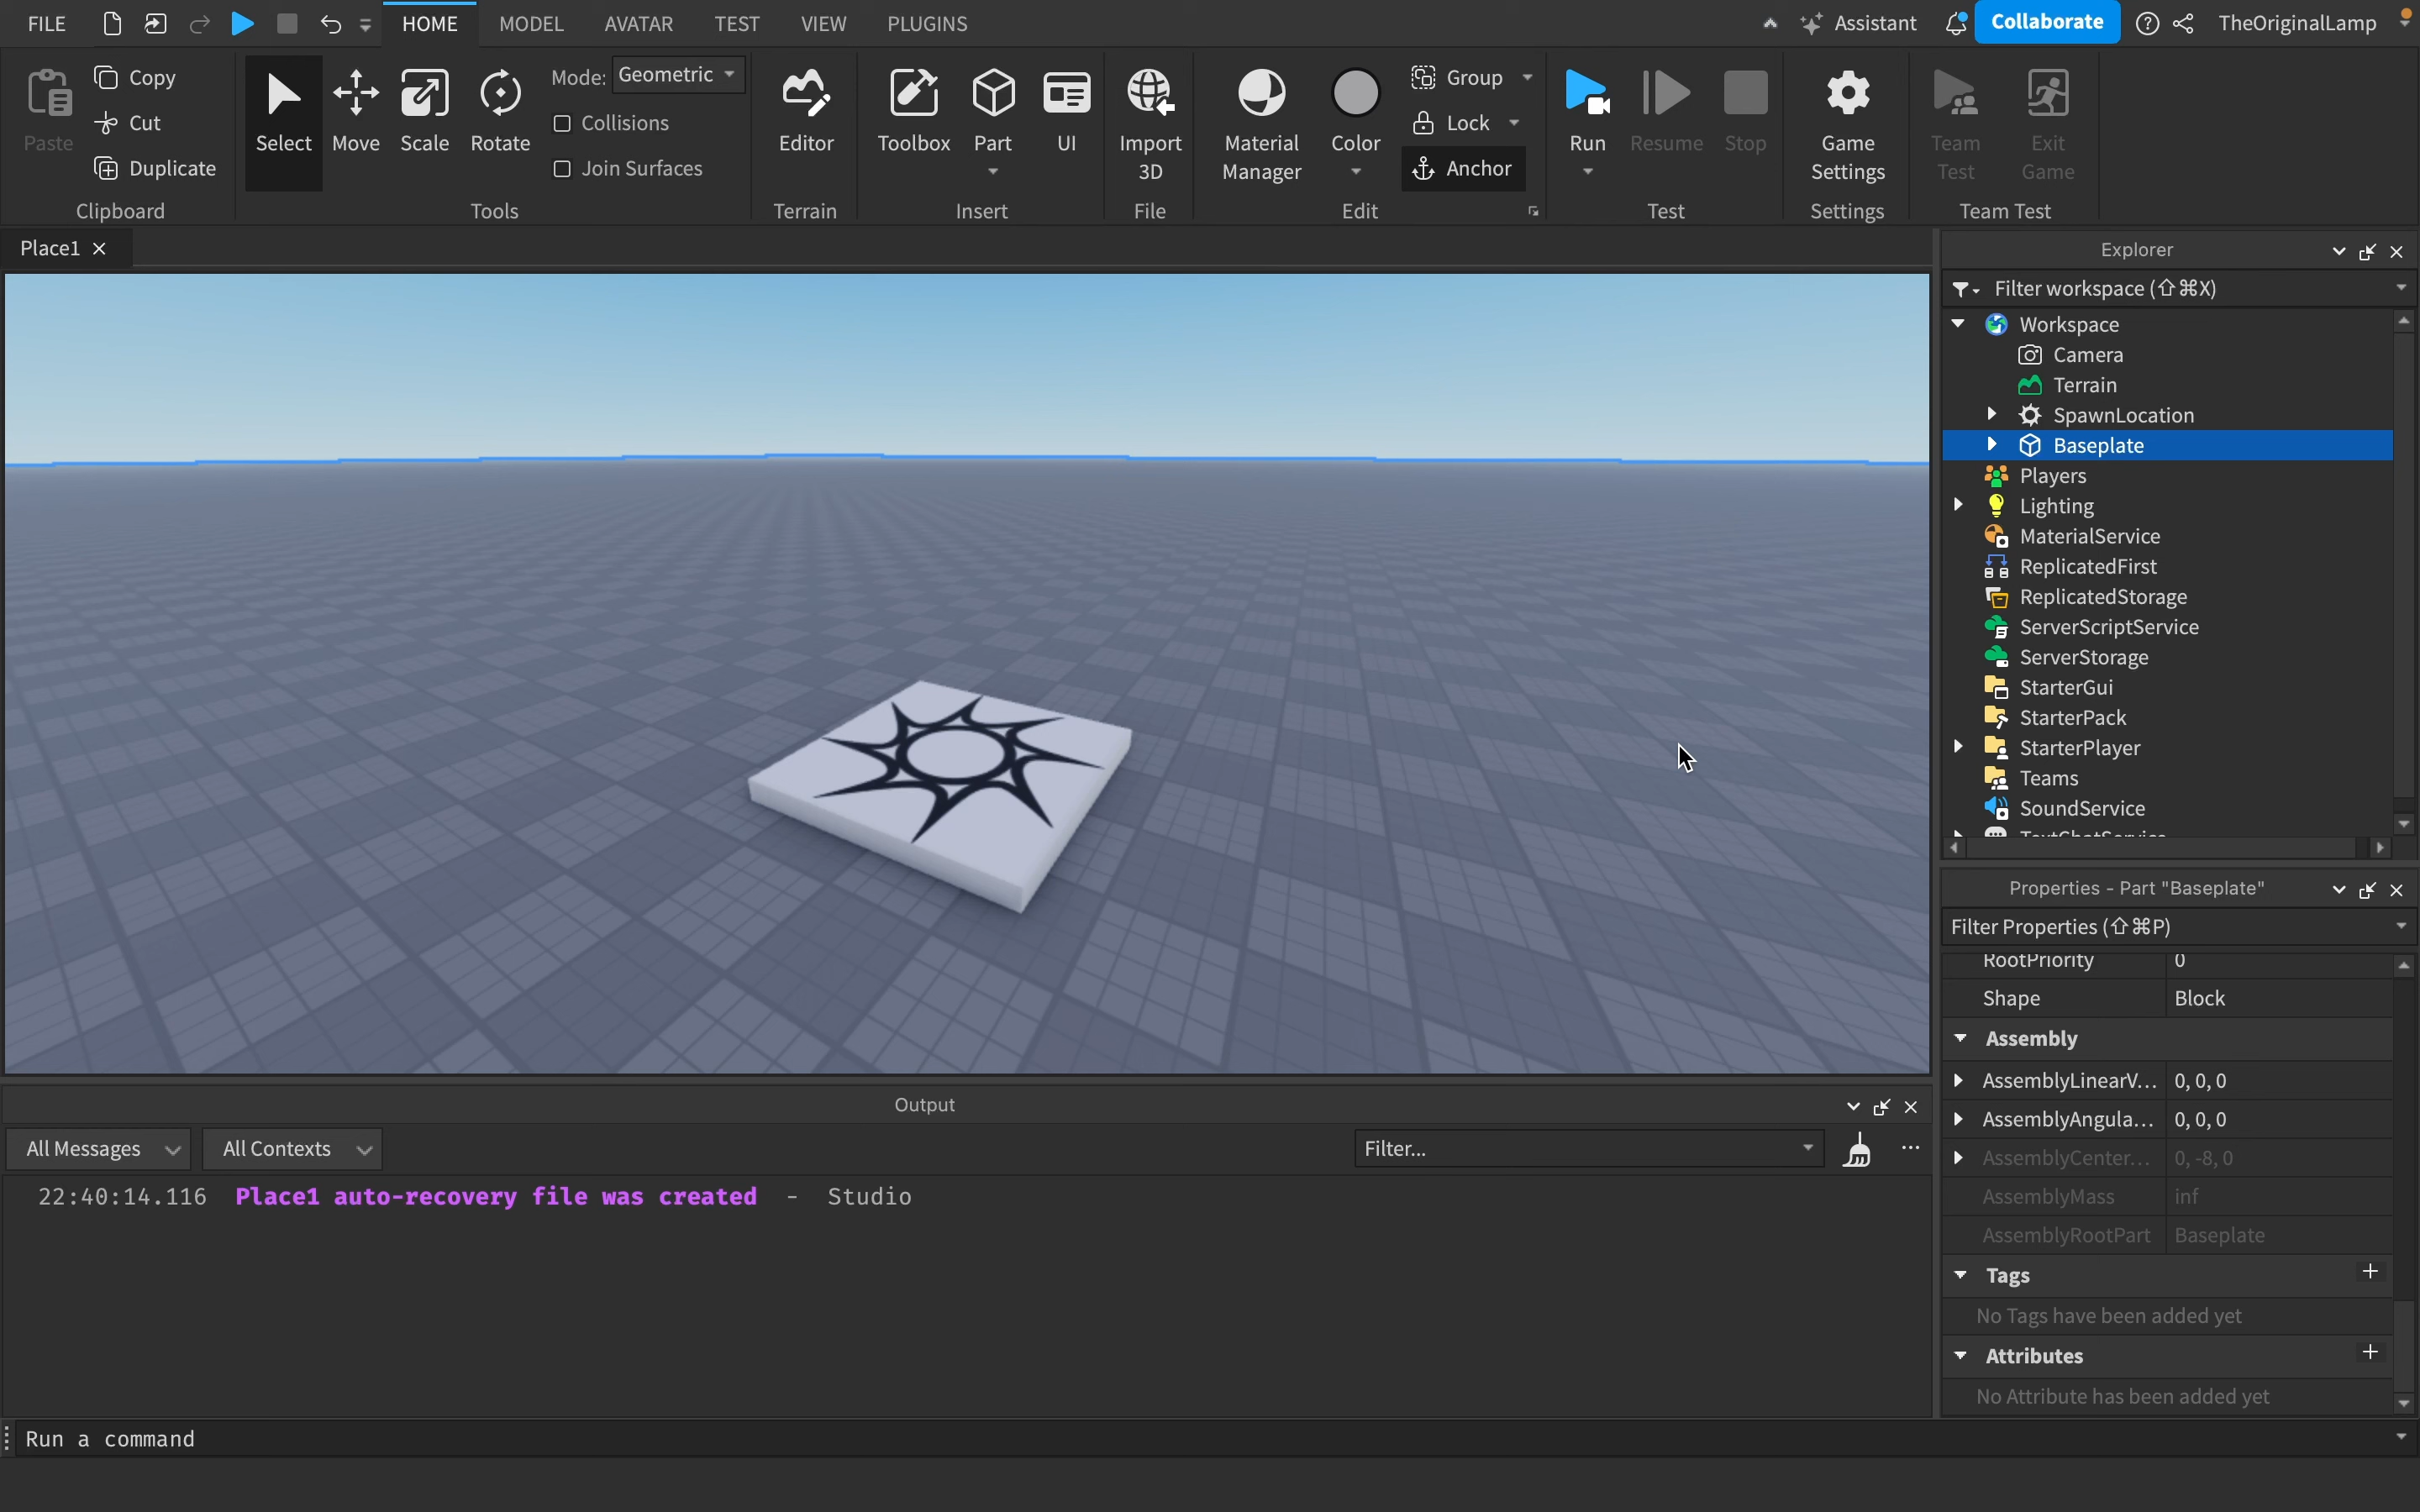 FILE HOME MODEL AVATAR TEST VIEW PLUGINS Assistant Collaborate TheOriginalLamp
Paste
Copy
Cut
Duplicate
Clipboard
Select Move Scale Rotate
Mode: Geometric
Collisions
Join Surfaces
Tools
Editor
Terrain
Toolbox Part UI
Insert
Import 3D
File
Material Manager
Color
Group
Lock
Anchor
Edit
Run Resume Stop
Test
Game Settings
Settings
Team Test
Exit Game
Team Test
Place1
Explorer
Filter workspace (⇧⌘X)
Workspace
Camera
Terrain
SpawnLocation
Baseplate
Players
Lighting
MaterialService
ReplicatedFirst
ReplicatedStorage
ServerScriptService
ServerStorage
StarterGui
StarterPack
StarterPlayer
Teams
SoundService
TextChatService
Properties - Part "Baseplate"
Filter Properties (⇧⌘P)
RootPriority 0
Shape Block
Assembly
AssemblyLinearV... 0, 0, 0
AssemblyAngula... 0, 0, 0
AssemblyCenter... 0, -8, 0
AssemblyMass inf
AssemblyRootPart Baseplate
Tags +
No Tags have been added yet
Attributes +
No Attribute has been added yet
Output
All Messages All Contexts Filter... ...
22:40:14.116 Place1 auto-recovery file was created - Studio
Run a command